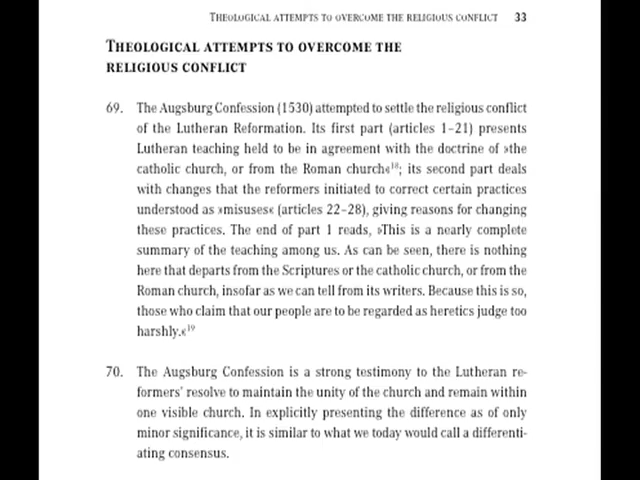 THEOLOGICAL ATTEMPTS TO OVERCOME THE RELIGIOUS CONFLICT 33
THEOLOGICAL ATTEMPTS TO OVERCOME THE
RELIGIOUS CONFLICT
69. The Augsburg Confession (1530) attempted to settle the religious conflict
of the Lutheran Reformation. Its first part (articles 1–21) presents
Lutheran teaching held to be in agreement with the doctrine of »the
catholic church, or from the Roman church«18; its second part deals
with changes that the reformers initiated to correct certain practices
understood as »misuses« (articles 22–28), giving reasons for changing
these practices. The end of part 1 reads, »This is a nearly complete
summary of the teaching among us. As can be seen, there is nothing
here that departs from the Scriptures or the catholic church, or from the
Roman church, insofar as we can tell from its writers. Because this is so,
those who claim that our people are to be regarded as heretics judge too
harshly.«19
70. The Augsburg Confession is a strong testimony to the Lutheran re-
formers' resolve to maintain the unity of the church and remain within
one visible church. In explicitly presenting the difference as of only
minor significance, it is similar to what we today would call a differenti-
ating consensus.